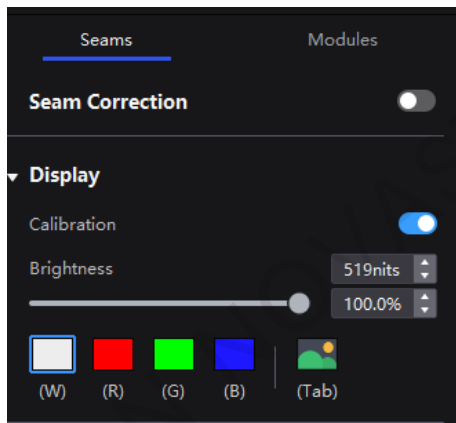 Seams Modules
Seam Correction
Display
Calibration
Brightness 519nits
100.0%
(W) (R) (G) (B) (Tab)